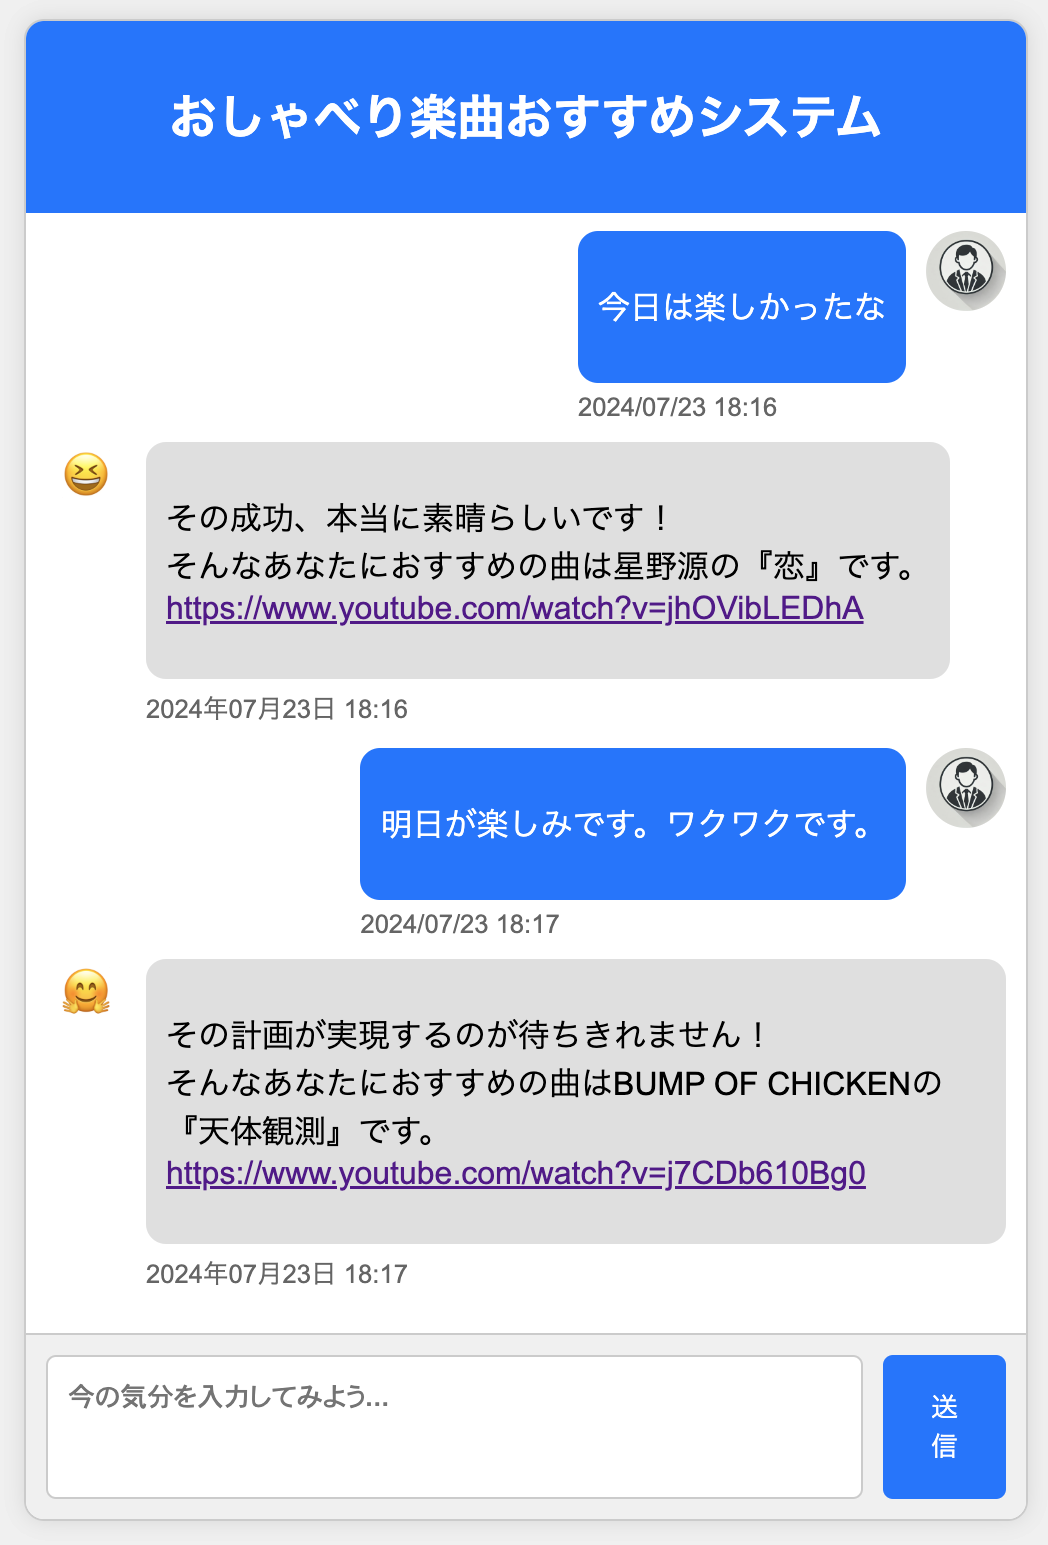 おしゃべり楽曲おすすめシステム
今日は楽しかったな
2024/07/23 18:16
その成功、本当に素晴らしいです！
そんなあなたにおすすめの曲は星野源の『恋』です。
https://www.youtube.com/watch?v=jhOVibLEDhA
2024年07月23日 18:16
明日が楽しみです。ワクワクです。
2024/07/23 18:17
その計画が実現するのが待ちきれません！
そんなあなたにおすすめの曲はBUMP OF CHICKENの
『天体観測』です。
https://www.youtube.com/watch?v=j7CDb610Bg0
2024年07月23日 18:17
今の気分を入力してみよう...
送
信